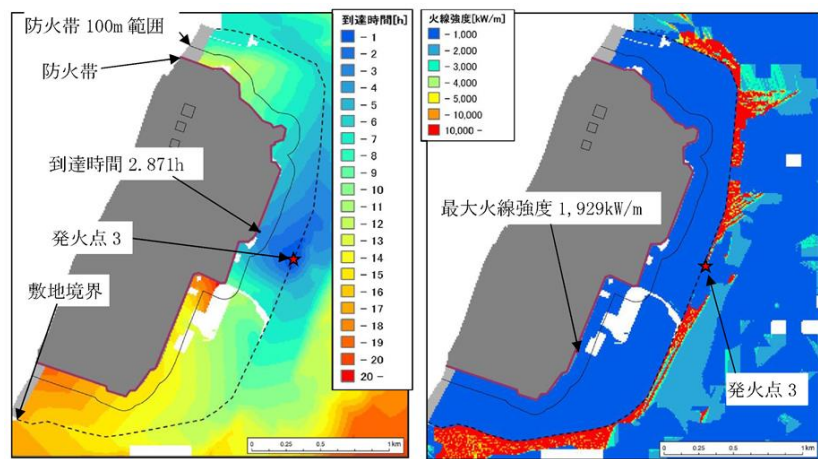 防火帯 100m 範囲
防火帯
到達時間 2.871h
発火点 3
敷地境界
到達時間[h]
- 1
- 2
- 3
- 4
- 5
- 6
- 7
- 8
- 9
- 10
- 11
- 12
- 13
- 14
- 15
- 16
- 17
- 18
- 19
- 20
20 -
0 0.25 0.5 1 km
火線強度[kW/m]
- 1,000
- 2,000
- 3,000
- 4,000
- 5,000
- 10,000
10,000 -
最大火線強度 1,929kW/m
発火点 3
0 0.25 0.5 1 km